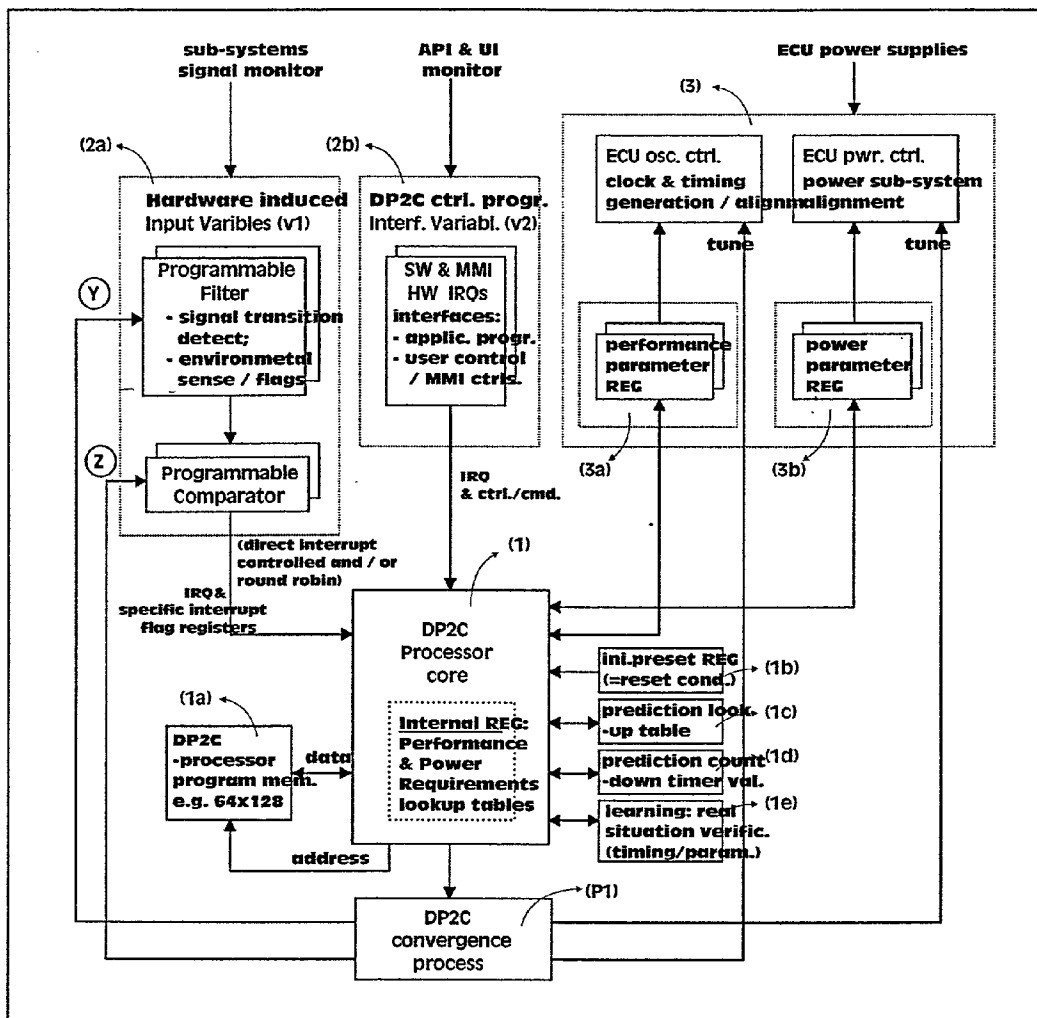 sub-systems
signal monitor
API & UI
monitor
ECU power supplies
(2a)
(2b)
(3)
Hardware induced
Input Varibles (v1)
Programmable
Filter
- signal transition
detect;
- environmetal
sense / flags
Y
Z
Programmable
Comparator
DP2C ctrl. progr.
Interf. Variabl. (v2)
SW & MMI
HW IRQs
interfaces:
- applic. progr.
- user control
/ MMI ctrls.
ECU osc. ctrl.
clock & timing
generation / alignm
tune
ECU pwr. ctrl.
power sub-system
alignment
tune
performance
parameter
REG
power
parameter
REG
(3a)
(3b)
IRQ
& ctrl./cmd.
(direct interrupt
controlled and / or
round robin)
IRQ &
specific interrupt
flag registers
(1)
DP2C
Processor
core
Internal REG:
Performance
& Power
Requirements
lookup tables
ini.preset REG
(=reset cond.)
(1b)
prediction look
-up table
(1c)
prediction count
-down timer val.
(1d)
learning: real
situation verific.
(timing/param.)
(1e)
(1a)
DP2C
-processor
program mem.
e.g. 64x128
data
address
(P1)
DP2C
convergence
process